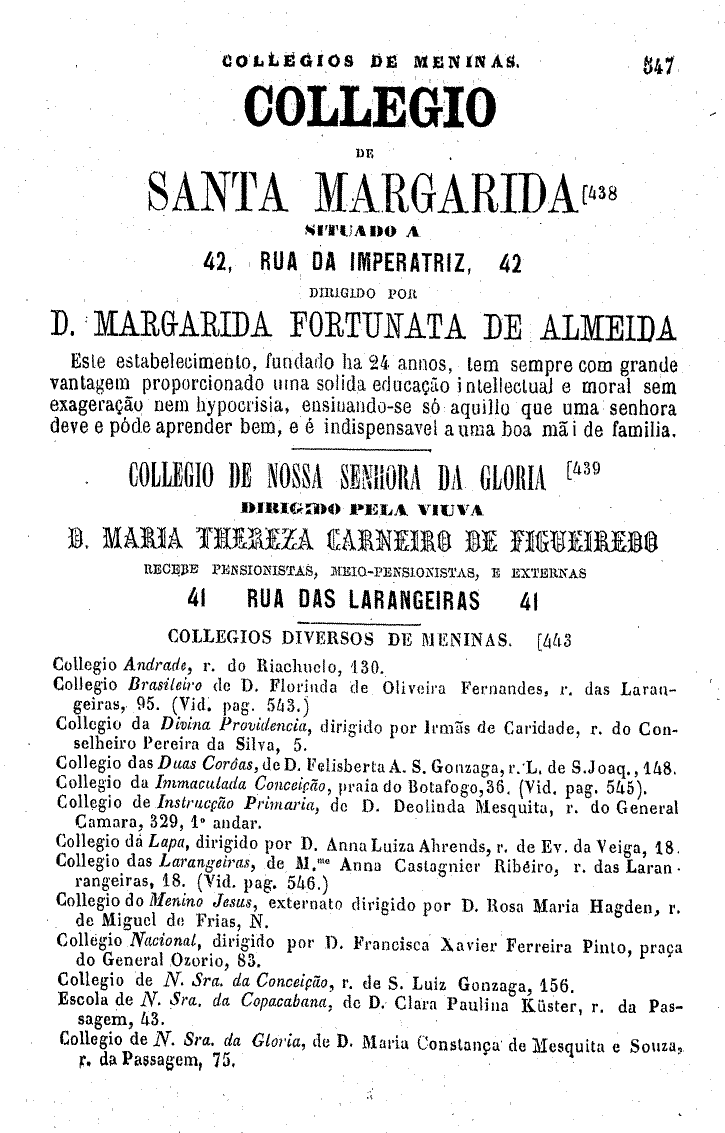 COLLEGIOS DE MENINAS. 547
COLLEGIO
DE
SANTA MARGARIDA [438
SITUADO A
42, RUA DA IMPERATRIZ, 42
DIRIGIDO POR
D. MARGARIDA FORTUNATA DE ALMEIDA
Este estabelecimento, fundado ha 24 annos, tem sempre com grande
vantagem proporcionado uma solida educação intellectual e moral sem
exageração nem hypocrisia, ensinando-se só aquillo que uma senhora
deve e póde aprender bem, e é indispensavel a uma boa mãi de familia.
COLLEGIO DE NOSSA SENHORA DA GLORIA [439
DIRIGIDO PELA VIUVA
D. MARIA THEREZA CARNEIRO DE FIGUEIREDO
RECEBE PENSIONISTAS, MEIO-PENSIONISTAS, E EXTERNAS
41 RUA DAS LARANGEIRAS 41
COLLEGIOS DIVERSOS DE MENINAS. [443
Collegio Andrade, r. do Riachuelo, 130.
Collegio Brasileiro de D. Florinda de Oliveira Fernandes, r. das Laran-
geiras, 95. (Vid. pag. 543.)
Collegio da Divina Providencia, dirigido por Irmãs de Caridade, r. do Con-
selheiro Pereira da Silva, 5.
Collegio das Duas Corôas, de D. Felisberta A. S. Gonzaga, r. L. de S. Joaq., 148.
Collegio da Immaculada Conceição, praia do Botafogo, 36. (Vid. pag. 545).
Collegio de Instrucção Primaria, de D. Deolinda Mesquita, r. do General
Camara, 329, 1º andar.
Collegio da Lapa, dirigido por D. Anna Luiza Ahrends, r. de Ev. da Veiga, 18.
Collegio das Larangeiras, de M.me Anna Castagnier Ribéiro, r. das Laran-
rangeiras, 18. (Vid. pag. 546.)
Collegio do Menino Jesus, externato dirigido por D. Rosa Maria Hagden, r.
de Miguel de Frias, N.
Collegio Nacional, dirigido por D. Francisca Xavier Ferreira Pinto, praça
do General Ozorio, 83.
Collegio de N. Sra. da Conceição, r. de S. Luiz Gonzaga, 156.
Escola de N. Sra. da Copacabana, de D. Clara Paulina Küster, r. da Pas-
sagem, 43.
Collegio de N. Sra. da Gloria, de D. Maria Constança de Mesquita e Souza,
r. da Passagem, 75.